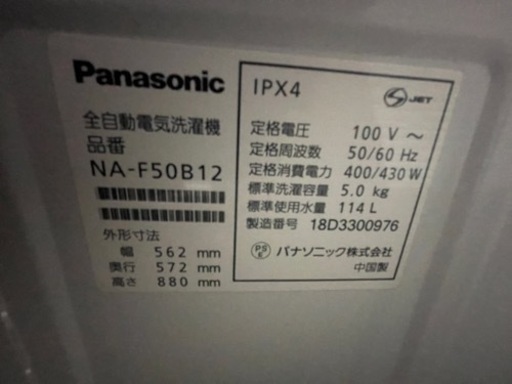 Panasonic
全自動電気洗濯機
品番
NA-F50B12
外形寸法
幅 562 mm
奥行 572 mm
高さ 880 mm
IPX4
S JET
定格電圧 100 V ～
定格周波数 50/60 Hz
定格消費電力 400/430 W
標準洗濯容量 5.0 kg
標準使用水量 114 L
製造番号 18D3300976
PS E パナソニック株式会社
中国製